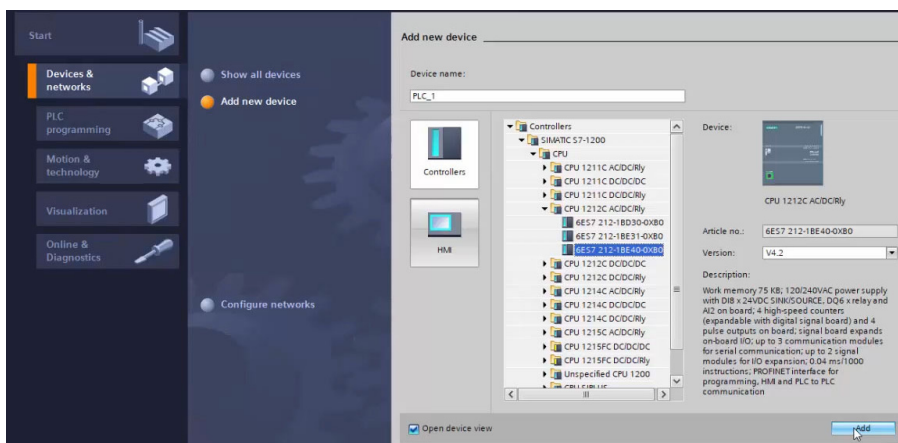 Start
Devices &
networks
PLC
programming
Motion &
technology
Visualization
Online &
Diagnostics
Show all devices
Add new device
Configure networks
Add new device
Device name:
PLC_1
Controllers
HMI
Controllers
SIMATIC S7-1200
CPU
CPU 1211C AC/DC/Rly
CPU 1211C DC/DC/DC
CPU 1211C DC/DC/Rly
CPU 1212C AC/DC/Rly
6ES7 212-1BD30-0XB0
6ES7 212-1BE31-0XB0
6ES7 212-1BE40-0XB0
CPU 1212C DC/DC/DC
CPU 1212C DC/DC/Rly
CPU 1214C AC/DC/Rly
CPU 1214C DC/DC/DC
CPU 1214C DC/DC/Rly
CPU 1215C AC/DC/Rly
CPU 1215FC DC/DC/DC
CPU 1215FC DC/DC/Rly
Unspecified CPU 1200
CPU SIPLUS
Device:
CPU 1212C AC/DC/Rly
Article no.:
6ES7 212-1BE40-0XB0
Version:
V4.2
Description:
Work memory 75 KB; 120/240VAC power supply
with DI8 x 24VDC SINK/SOURCE, DQ6 x relay and
AI2 on board; 4 high-speed counters
(expandable with digital signal board) and 4
pulse outputs on board; signal board expands
on-board I/O; up to 3 communication modules
for serial communication; up to 2 signal
modules for I/O expansion; 0.04 ms/1000
instructions; PROFINET interface for
programming, HMI and PLC to PLC
communication
Open device view
Add